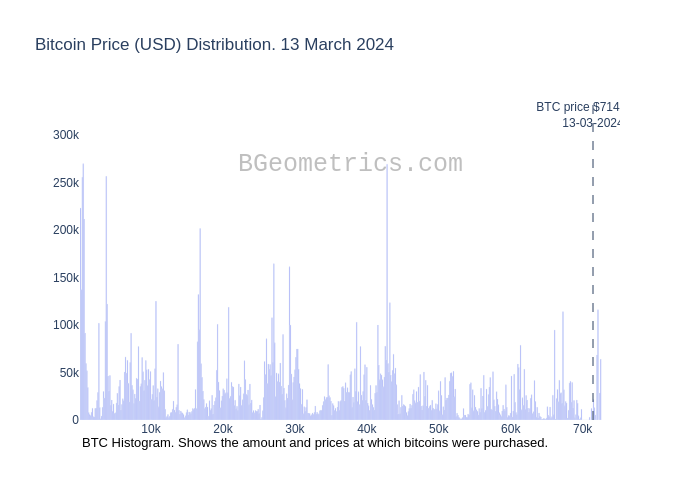 Bitcoin Price (USD) Distribution. 13 March 2024
BTC price $714
13-03-2024
300k
BGeometrics.com
250k
200k
150k
100k
50k
0
10k 20k 30k 40k 50k 60k 70k
BTC Histogram. Shows the amount and prices at which bitcoins were purchased.